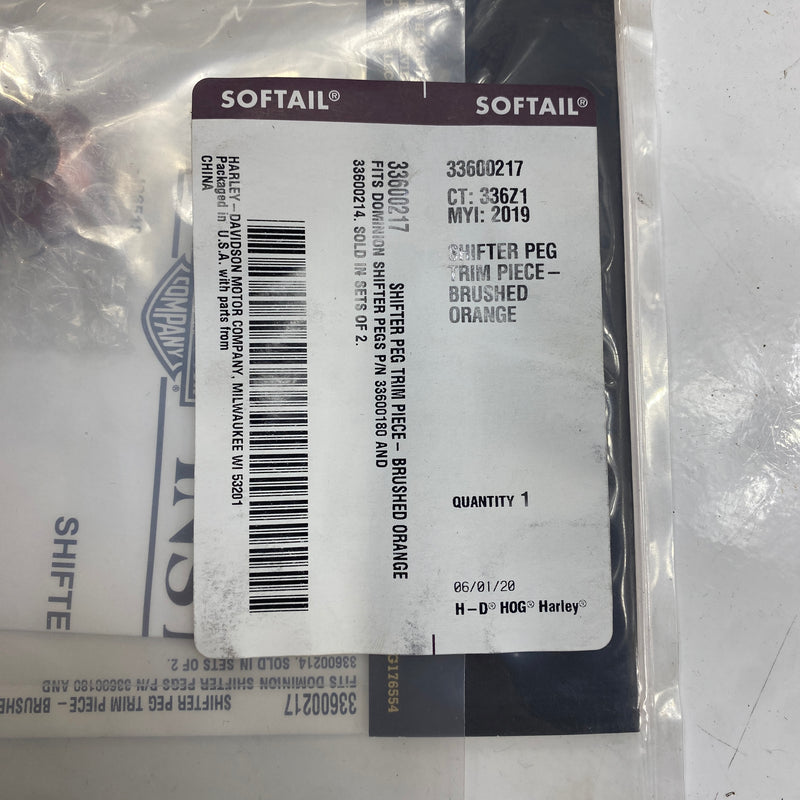 SOFTAIL®
SOFTAIL®
33600217
CT: 336Z1
MYI: 2019
SHIFTER PEG
TRIM PIECE–
BRUSHED
ORANGE
QUANTITY 1
06/01/20
H–D® HOG® Harley®
33600217 SHIFTER PEG TRIM PIECE– BRUSHED ORANGE
FITS DOMINION SHIFTER PEGS P/N 33600180 AND
33600214. SOLD IN SETS OF 2.
HARLEY–DAVIDSON MOTOR COMPANY, MILWAUKEE WI 53201
Packaged in U.S.A. with parts from
CHINA
COMPANY
®
INS
SHIFTE
33600217 SHIFTER PEG TRIM PIECE– BRUSHE
FITS DOMINION SHIFTER PEGS P/N 33600180 AND
33600214. SOLD IN SETS OF 2.
G176554